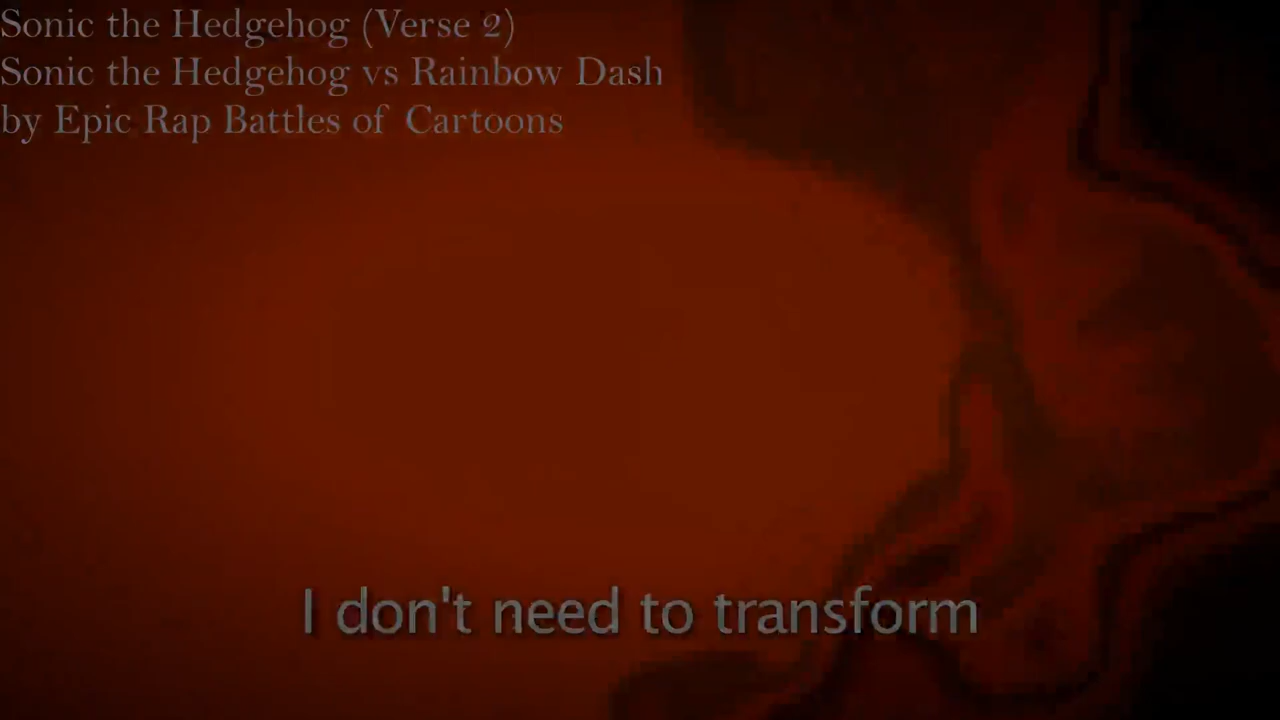 Sonic the Hedgehog (Verse 2)
Sonic the Hedgehog vs Rainbow Dash
by Epic Rap Battles of Cartoons
I don't need to transform